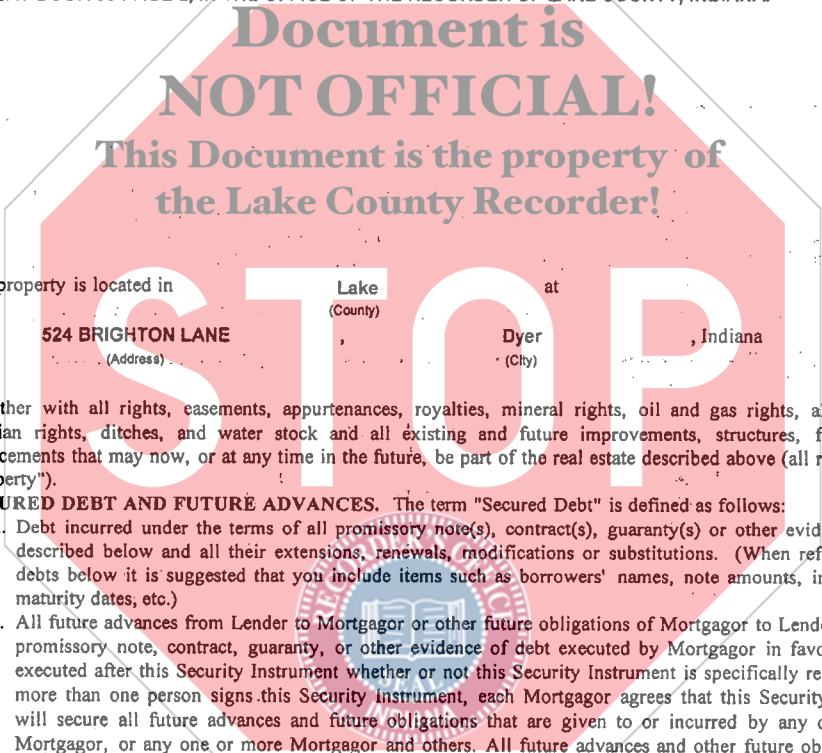 Document is
NOT OFFICIAL!
This Document is the property of
the Lake County Recorder!
STOP
property is located in Lake at
(County)
524 BRIGHTON LANE , Dyer , Indiana
(Address) (City)
ther with all rights, easements, appurtenances, royalties, mineral rights, oil and gas rights, a
ian rights, ditches, and water stock and all existing and future improvements, structures, f
cements that may now, or at any time in the future, be part of the real estate described above (all r
perty").
URED DEBT AND FUTURE ADVANCES. The term "Secured Debt" is defined as follows:
. Debt incurred under the terms of all promissory note(s), contract(s), guaranty(s) or other evid
described below and all their extensions, renewals, modifications or substitutions. (When ref
debts below it is suggested that you include items such as borrowers' names, note amounts, in
maturity dates, etc.)
. All future advances from Lender to Mortgagor or other future obligations of Mortgagor to Lend
promissory note, contract, guaranty, or other evidence of debt executed by Mortgagor in favo
executed after this Security Instrument whether or not this Security Instrument is specifically re
more than one person signs this Security Instrument, each Mortgagor agrees that this Security
will secure all future advances and future obligations that are given to or incurred by any o
Mortgagor, or any one or more Mortgagor and others. All future advances and other future ob
SEAL
INDIANA